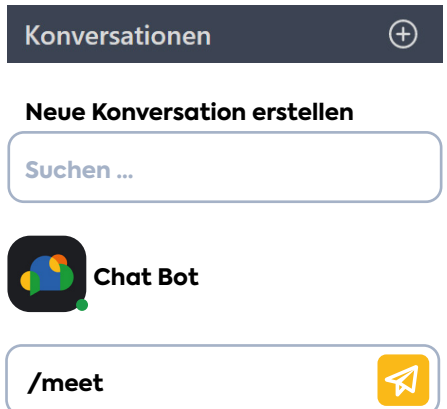 Konversationen
Neue Konversation erstellen
Suchen ...
Chat Bot
/meet